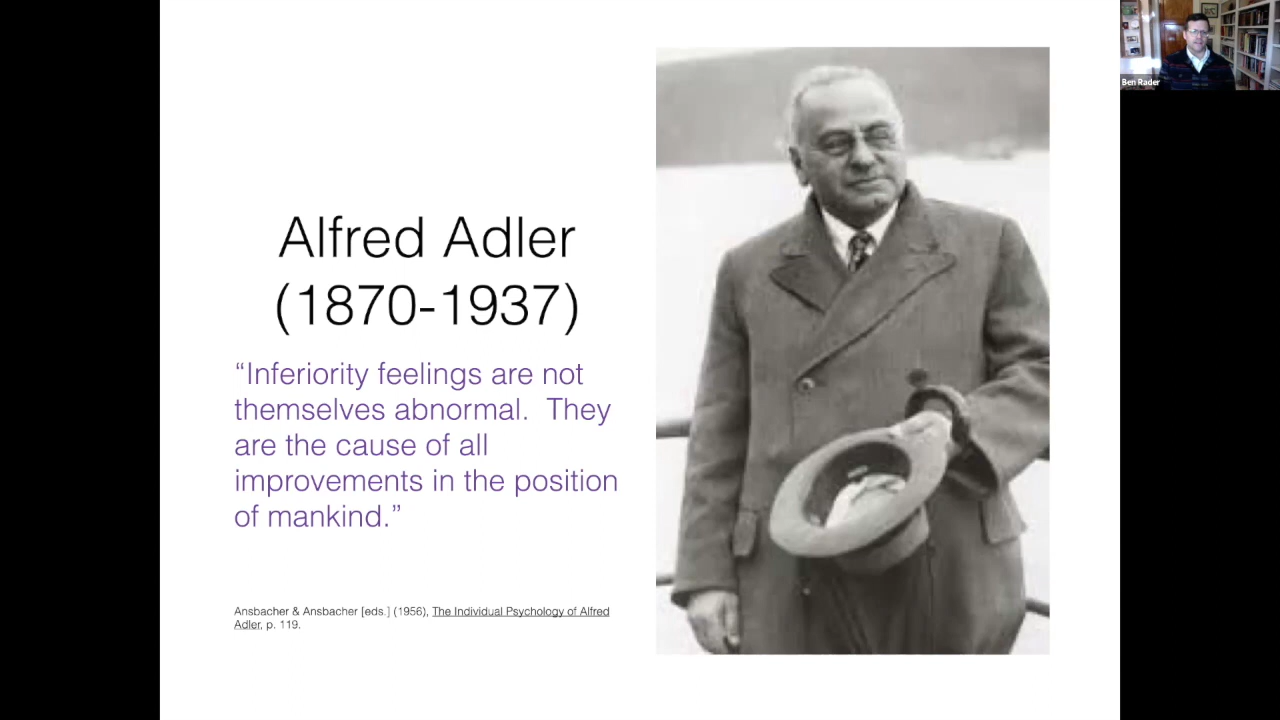 Ben Rader
Alfred Adler
(1870-1937)
“Inferiority feelings are not
themselves abnormal.  They
are the cause of all
improvements in the position
of mankind.”
Ansbacher & Ansbacher [eds.] (1956), The Individual Psychology of Alfred
Adler, p. 119.